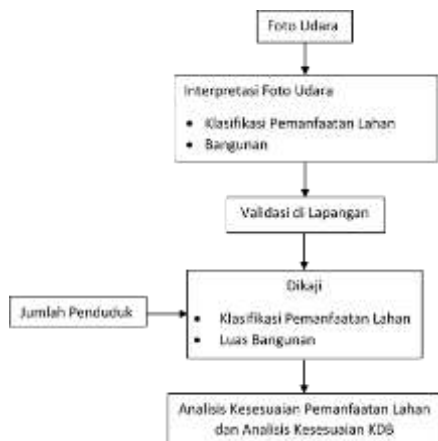 Foto Udara
Interpretasi Foto Udara
• Klasifikasi Pemanfaatan Lahan
• Bangunan
Validasi di Lapangan
Dikaji
Jumlah Penduduk
• Klasifikasi Pemanfaatan Lahan
• Luas Bangunan
Analisis Kesesuaian Pemanfaatan Lahan
dan Analisis Kesesuaian KDB